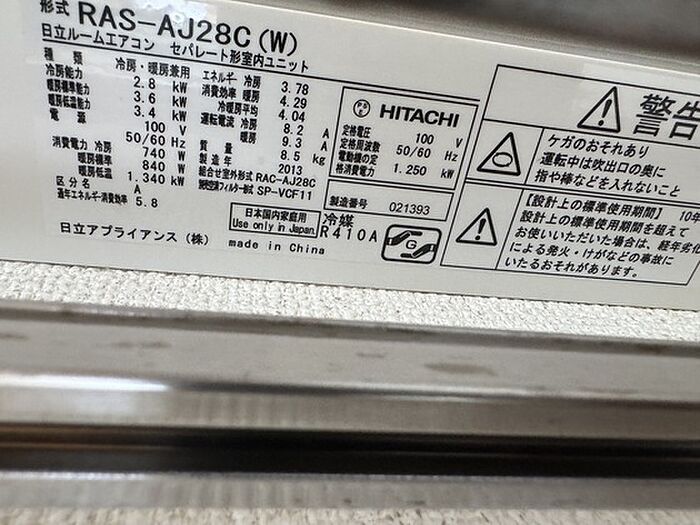 形式 RAS-AJ28C(W)
日立ルームエアコン セパレート形室内ユニット
種類 冷房・暖房兼用
冷房能力 2.8 kW
暖房標準能力 3.6 kW
暖房低温能力 3.4 kW
電源 100 V
50/60 Hz
消費電力 冷房 740 W
暖房標準 840 W
暖房低温 1.340 kW
区分名 A
通年エネルギー消費効率 5.8
エネルギー 冷房 3.78
消費効率 暖房 4.29
冷暖房平均 4.04
運転電流 冷房 8.2 A
暖房 9.3 A
質量 8.5 kg
製造年 2013
組合せ室外形式 RAC-AJ28C
SP-VCF11
PSE
HITACHI
定格電圧 100 V
定格周波数 50/60 Hz
電動機の定格消費電力 1.250 kW
製造番号 021393
日立アプライアンス(株)
日本国内家庭用
Use only in Japan
冷媒
R410A
G
made in China
警告
ケガのおそれあり
運転中は吹出口の奥に
指や棒などを入れないこと
【設計上の標準使用期間】 10
設計上の標準使用期間を超えて
お使いいただいた場合は、経年劣化
による発火・けがなどの事故に
いたるおそれがあります。